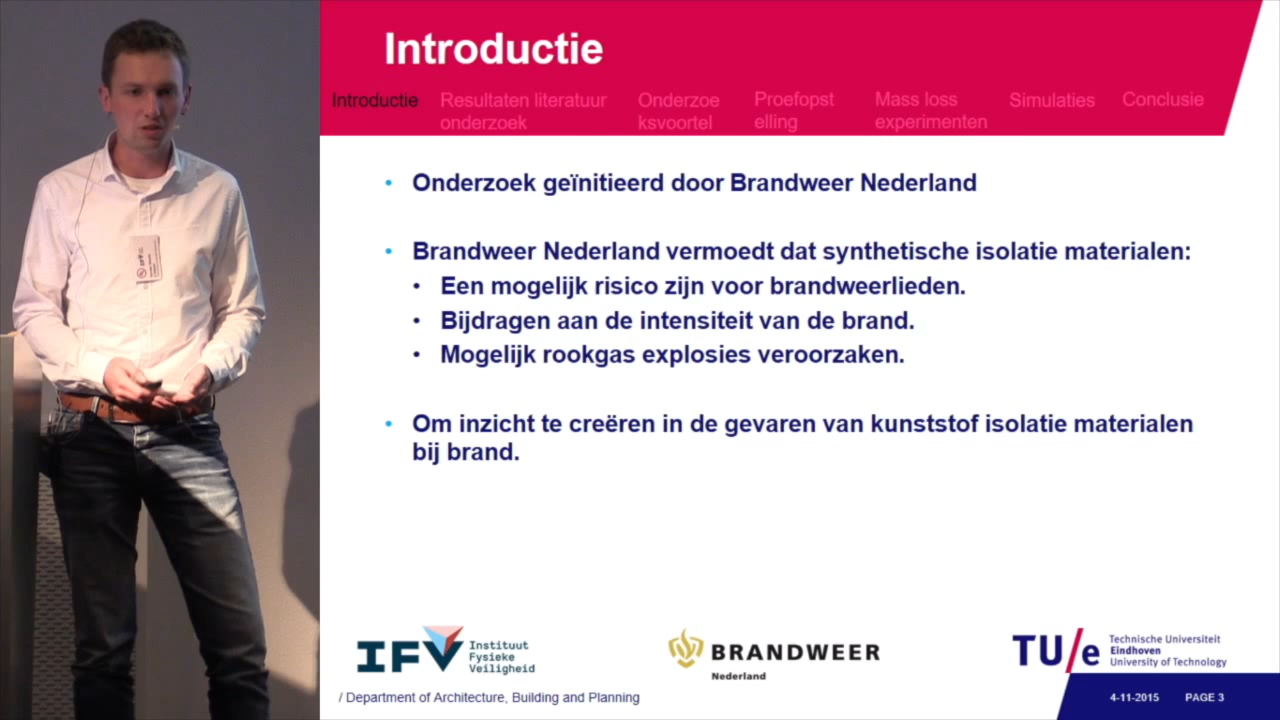 Introductie
Introductie
Resultaten literatuur
onderzoek
Onderzoe
ksvoortel
Proefopst
elling
Mass loss
experimenten
Simulaties
Conclusie
• Onderzoek geïnitieerd door Brandweer Nederland
• Brandweer Nederland vermoedt dat synthetische isolatie materialen:
• Een mogelijk risico zijn voor brandweerlieden.
• Bijdragen aan de intensiteit van de brand.
• Mogelijk rookgas explosies veroorzaken.
• Om inzicht te creëren in de gevaren van kunststof isolatie materialen
bij brand.
IFV
Instituut
Fysieke
Veiligheid
BRANDWEER
Nederland
TU/e
Technische Universiteit
Eindhoven
University of Technology
/ Department of Architecture, Building and Planning
4-11-2015
PAGE 3